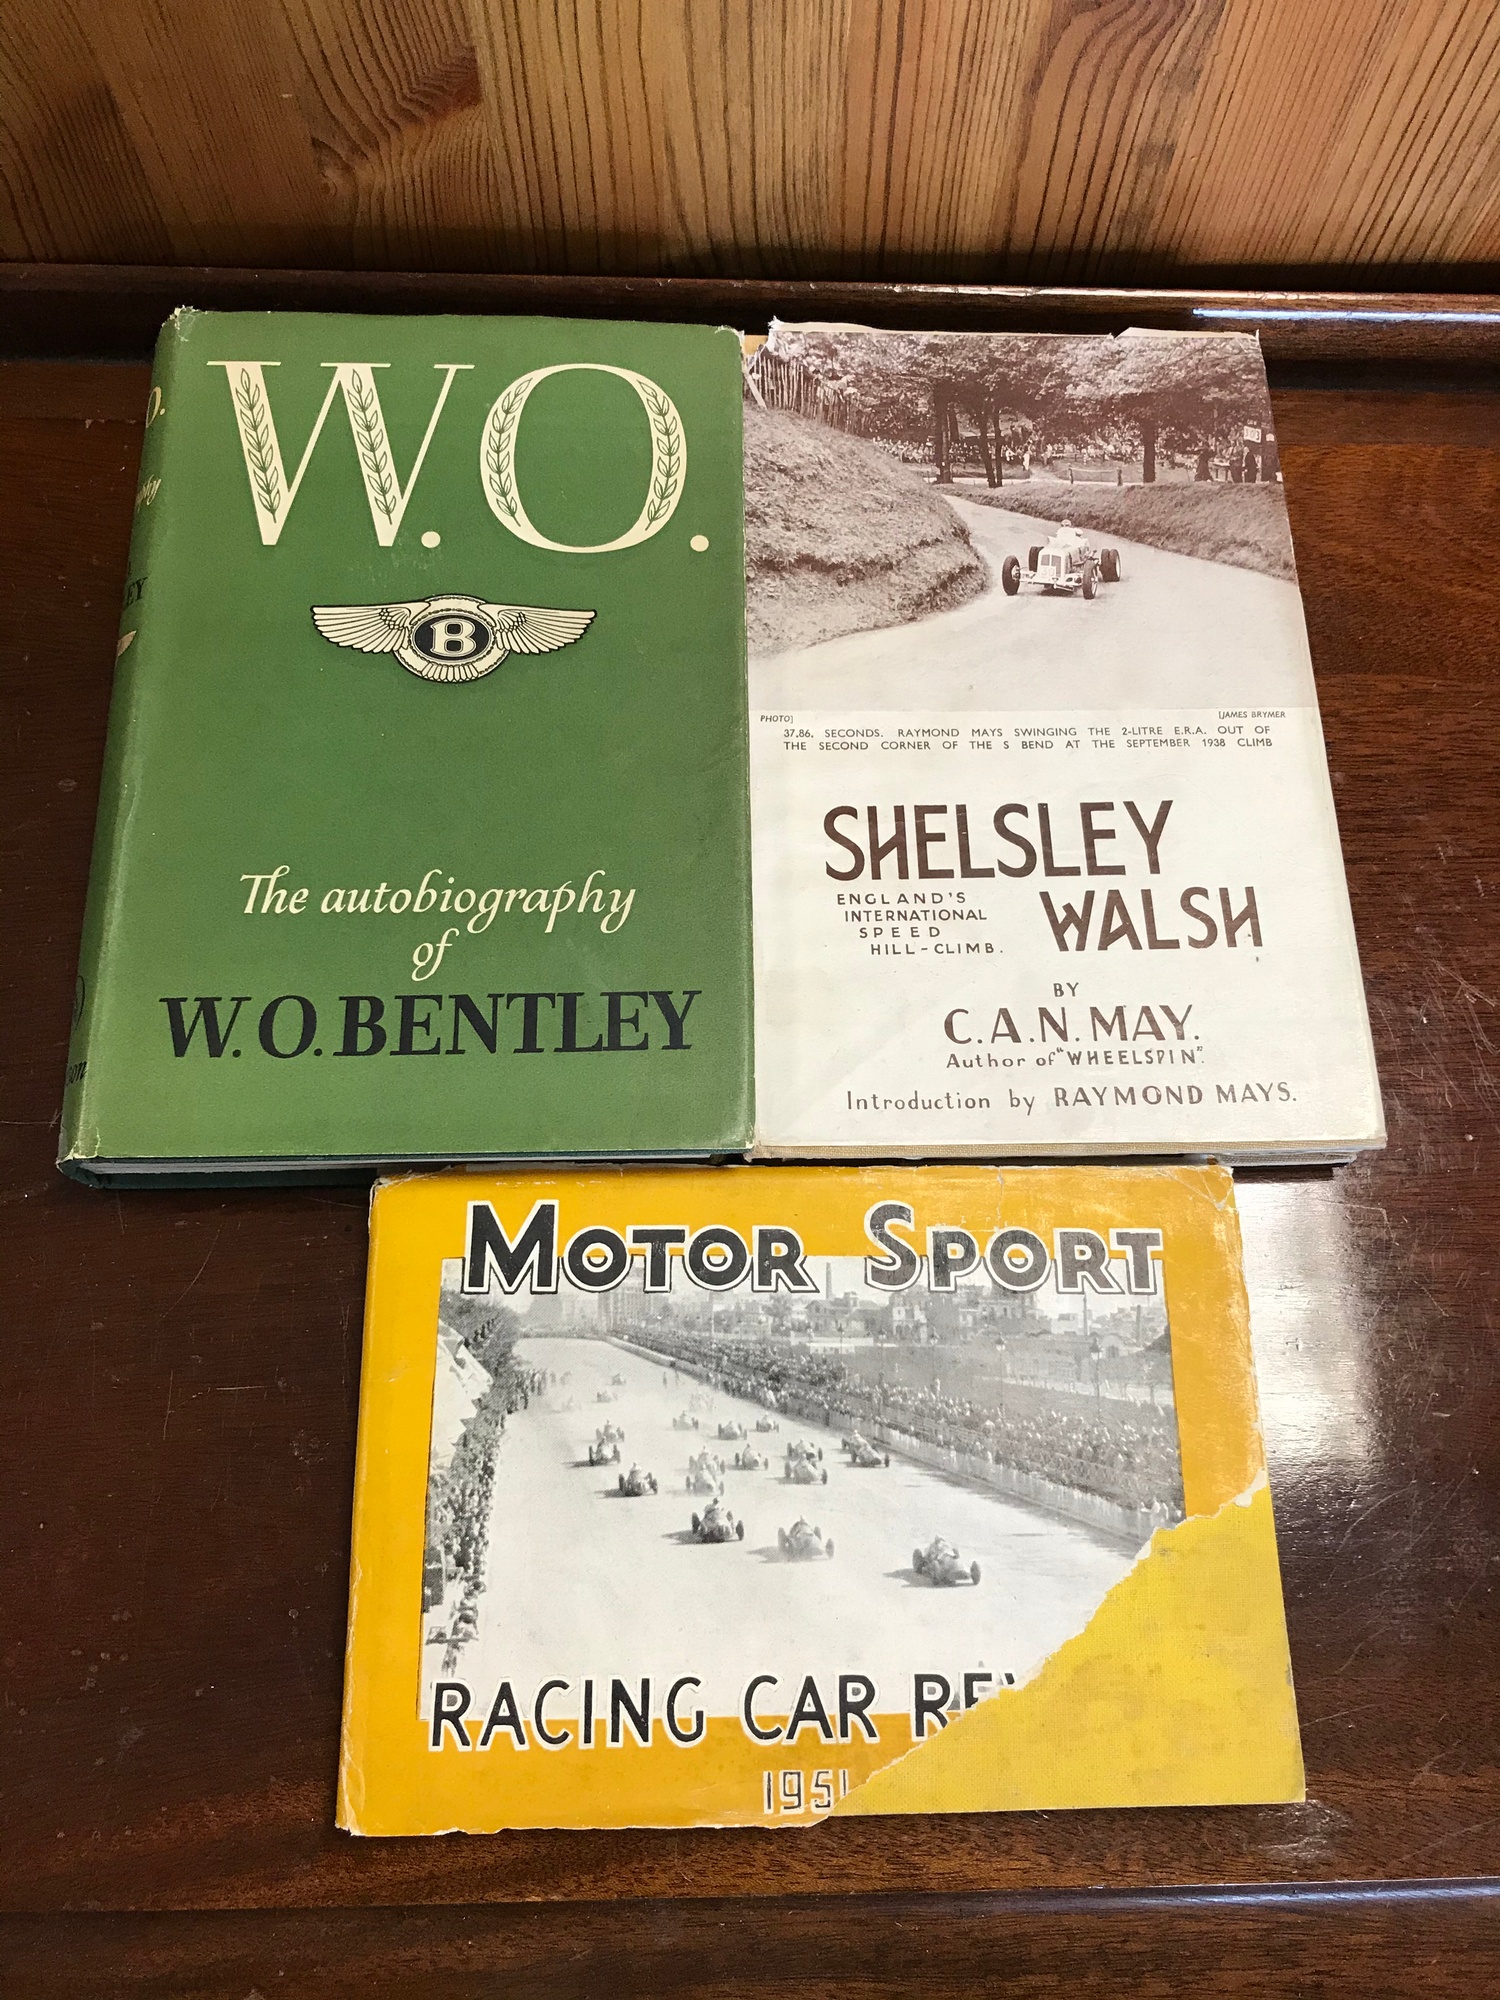 W.O.
B
The autobiography
of
W.O. BENTLEY
PHOTO]
[JAMES BRYMER
37.86. SECONDS. RAYMOND MAYS SWINGING THE 2-LITRE E.R.A. OUT OF
THE SECOND CORNER OF THE S BEND AT THE SEPTEMBER 1938 CLIMB
SHELSLEY
WALSH
ENGLAND'S
INTERNATIONAL
SPEED
HILL-CLIMB.
BY
C.A.N. MAY.
Author of "WHEELSPIN".
Introduction by RAYMOND MAYS.
MOTOR SPORT
RACING CAR RE
1951